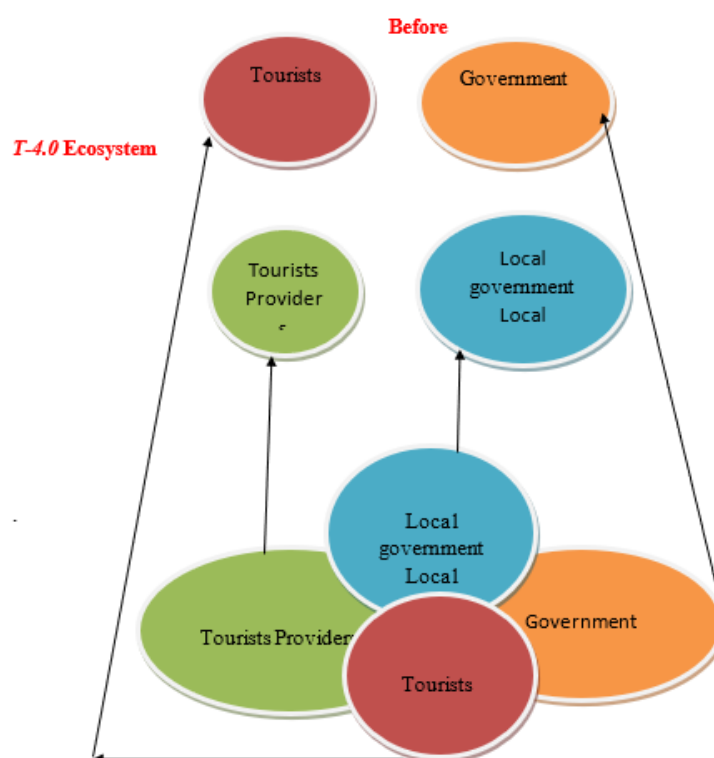 Before
Tourists
Government
T-4.0 Ecosystem
Tourists
Provider
Local
government
Local
Local
government
Local
Tourists Provider
Government
Tourists